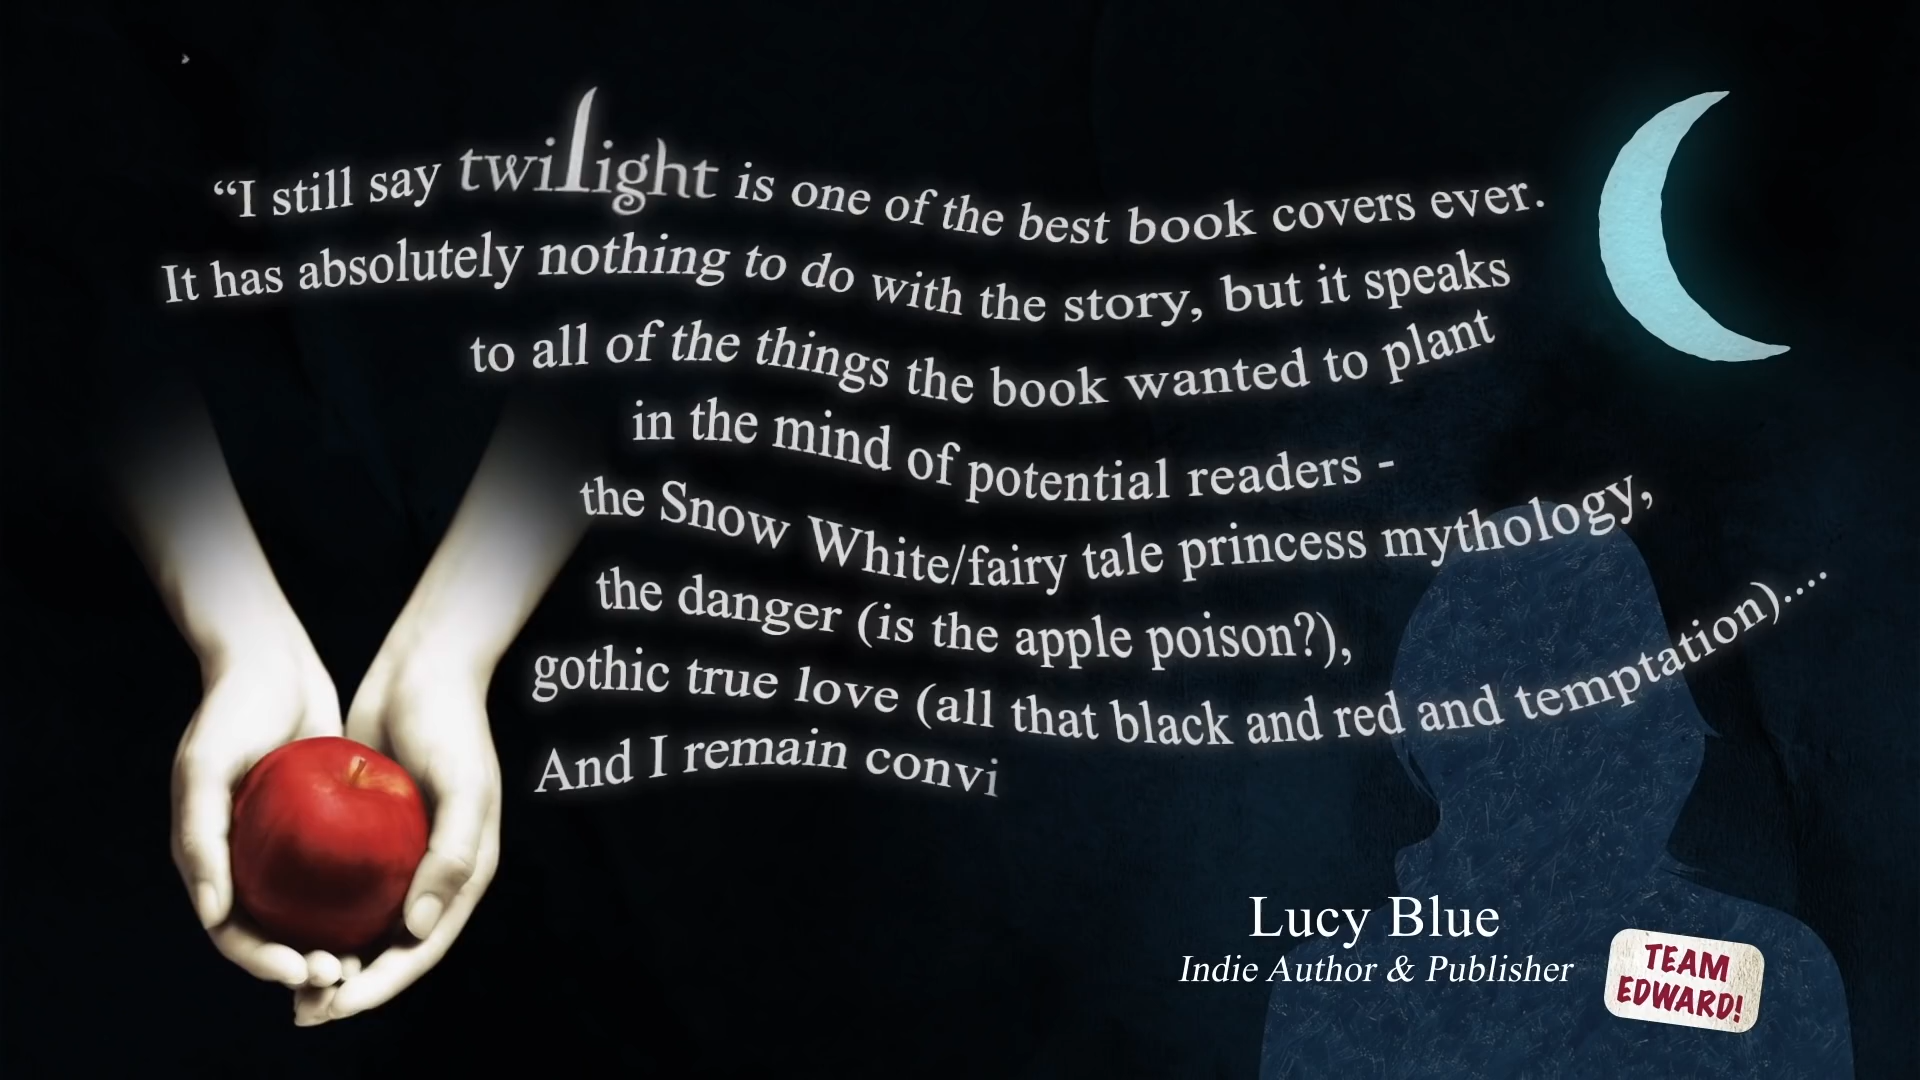 “I still say twilight is one of the best book covers ever.
It has absolutely nothing to do with the story, but it speaks
to all of the things the book wanted to plant
in the mind of potential readers -
the Snow White/fairy tale princess mythology,
the danger (is the apple poison?),
gothic true love (all that black and red and temptation)....
And I remain convi
Lucy Blue
Indie Author & Publisher
TEAM
EDWARD!